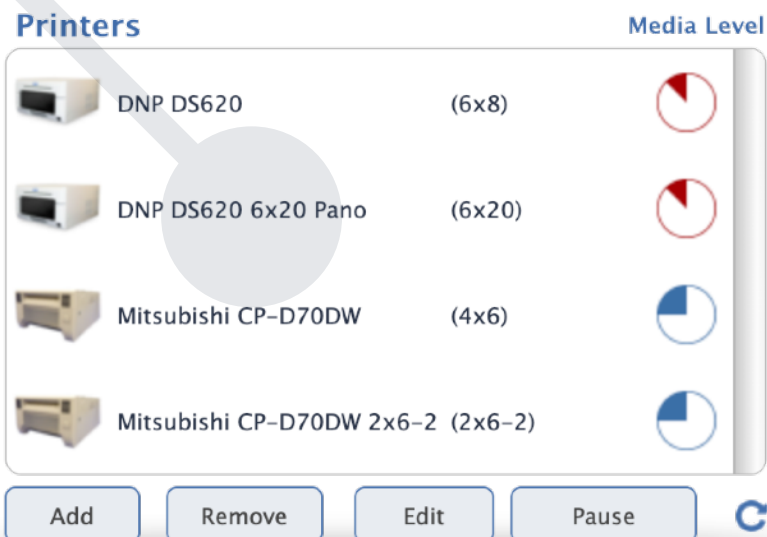 Printers Media Level
DNP DS620 (6x8)
DNP DS620 6x20 Pano (6x20)
Mitsubishi CP-D70DW (4x6)
Mitsubishi CP-D70DW 2x6-2 (2x6-2)
Add Remove Edit Pause